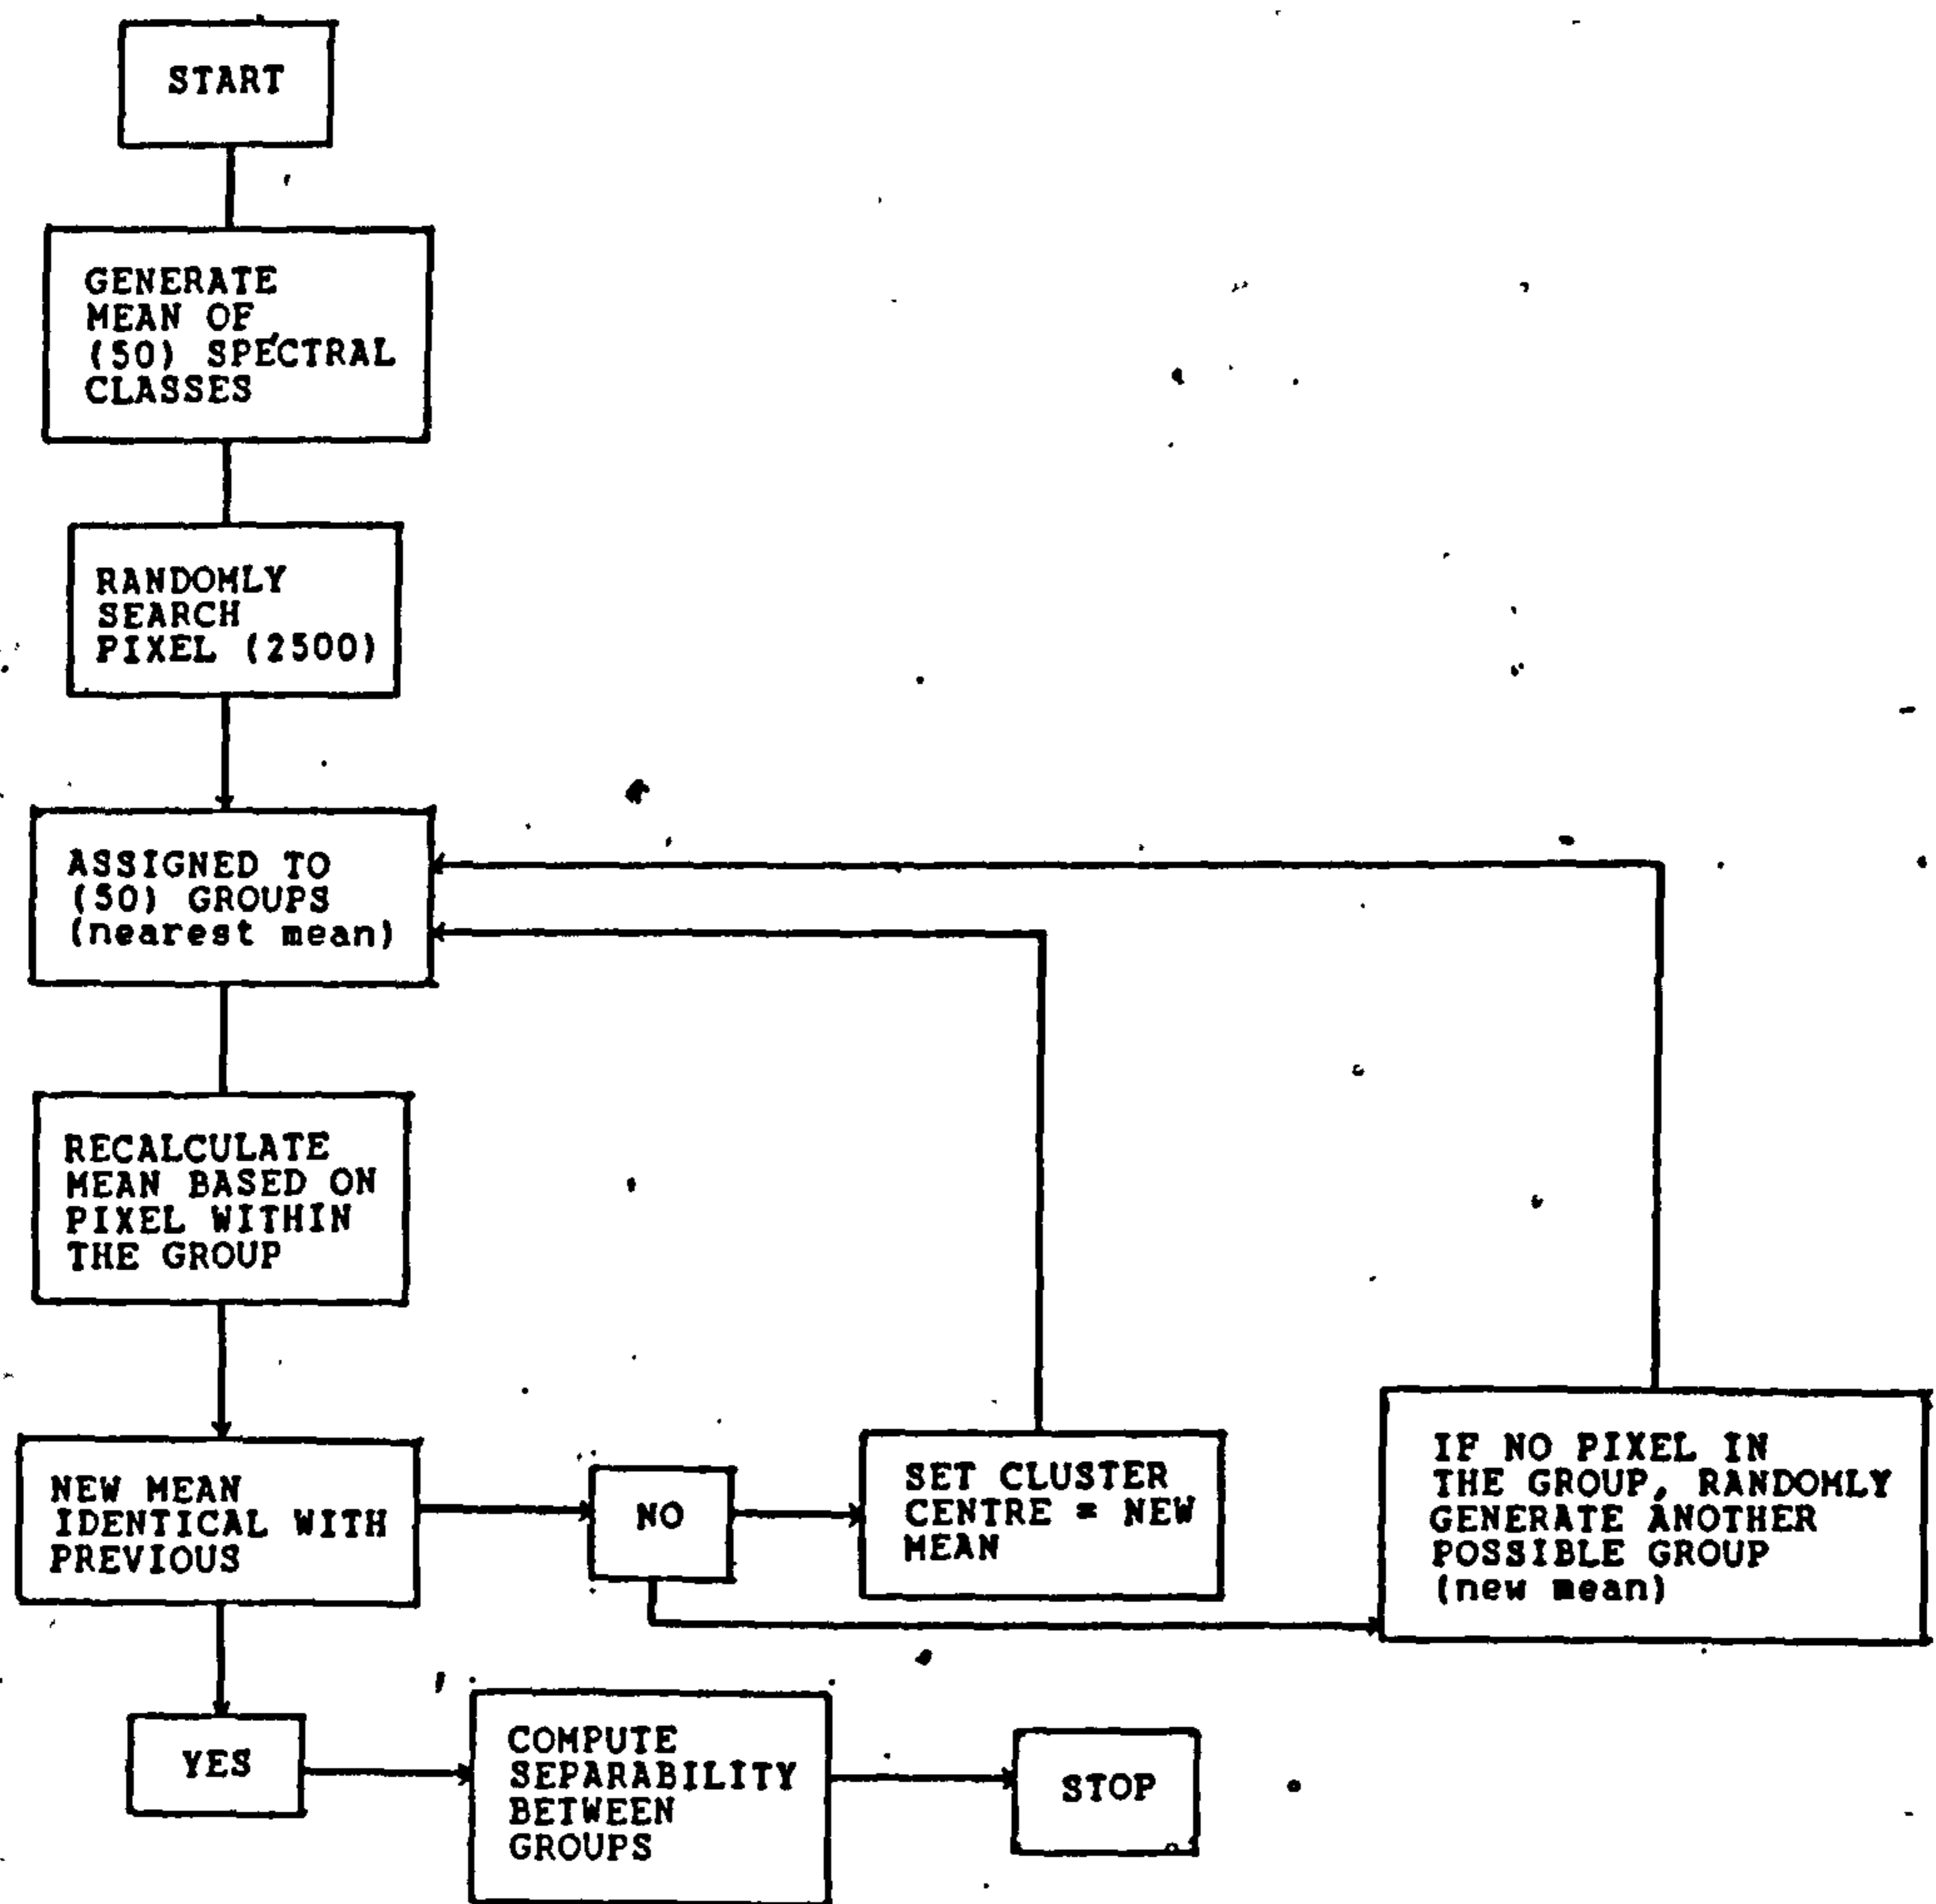 START
GENERATE
MEAN OF
(50) SPECTRAL
CLASSES
RANDOMLY
SEARCH
PIXEL (2500)
ASSIGNED TO
(50) GROUPS
(nearest mean)
RECALCULATE
MEAN BASED ON
PIXEL WITHIN
THE GROUP
NEW MEAN
IDENTICAL WITH
PREVIOUS
NO
SET CLUSTER
CENTRE = NEW
MEAN
IF NO PIXEL IN
THE GROUP, RANDOMLY
GENERATE ANOTHER
POSSIBLE GROUP
(new mean)
YES
COMPUTE
SEPARABILITY
BETWEEN
GROUPS
STOP